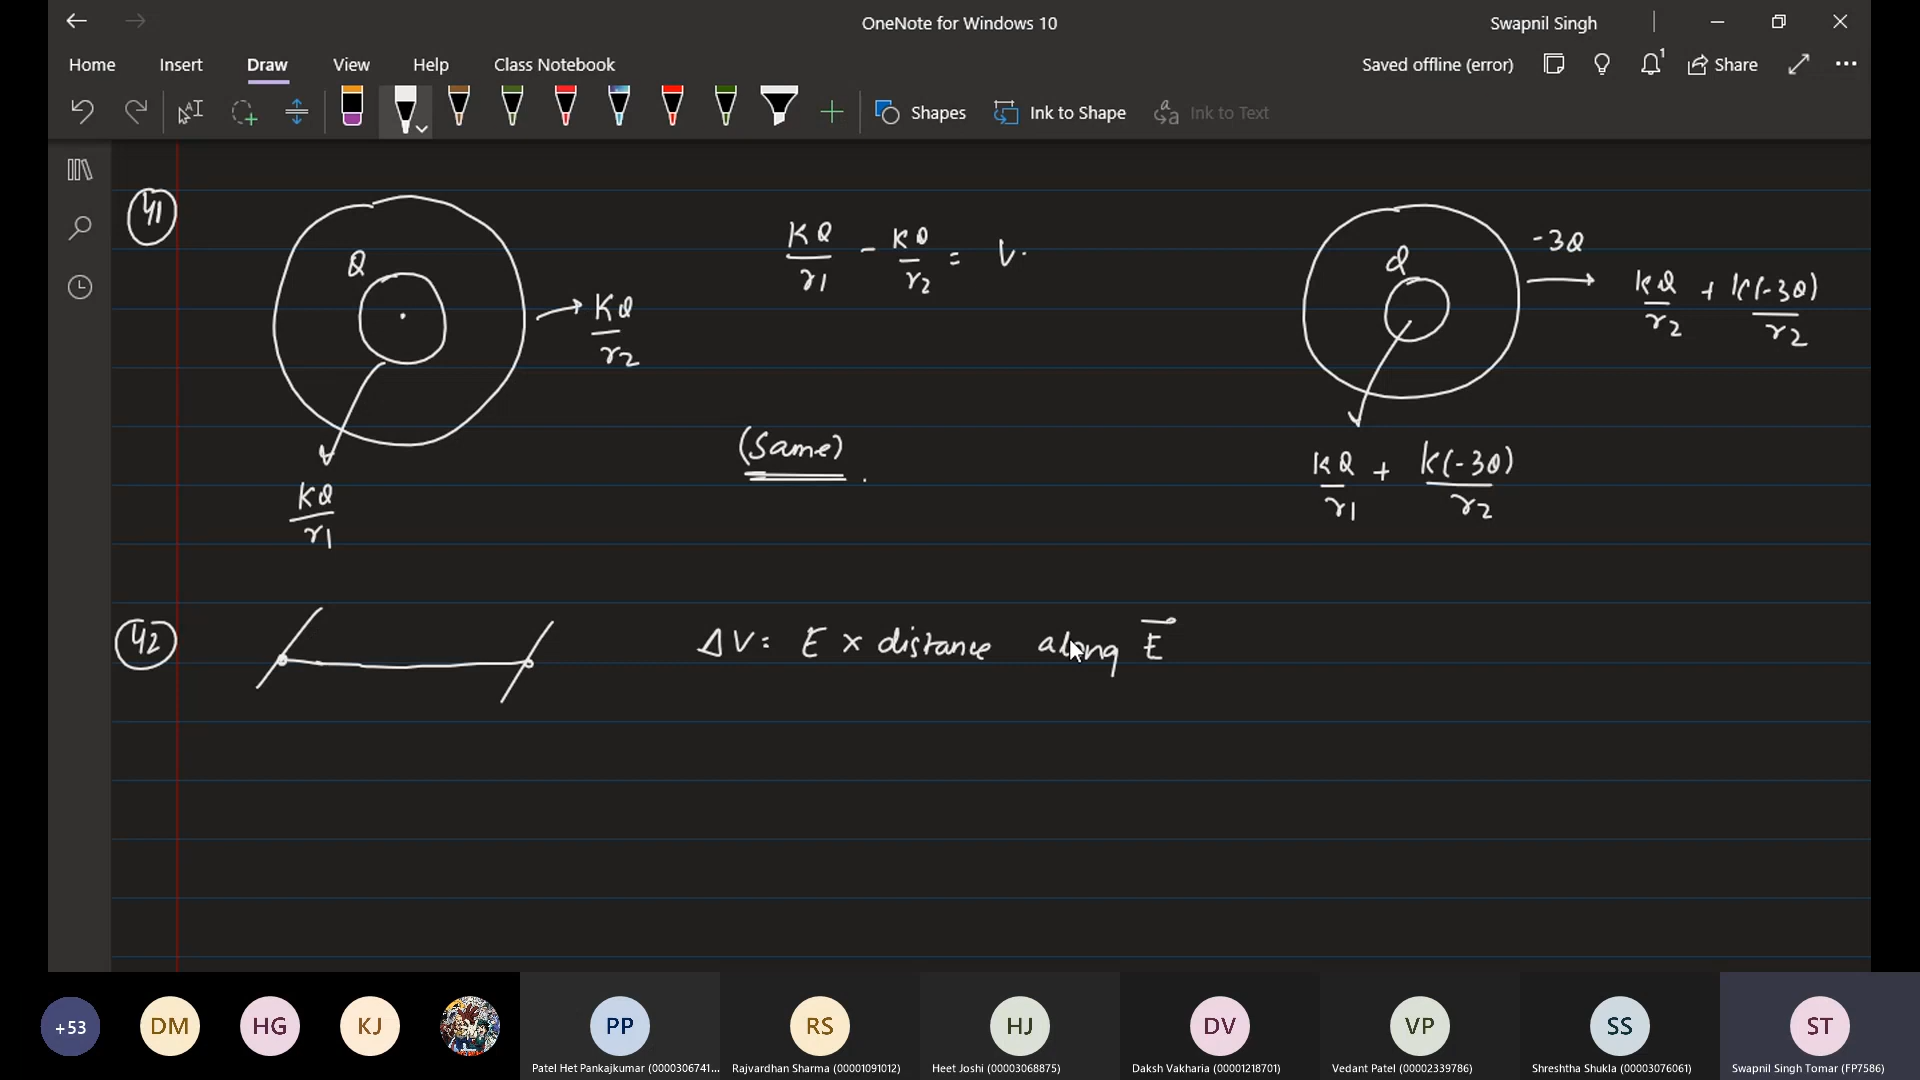 OneNote for Windows 10
Swapnil Singh
Home Insert Draw View Help Class Notebook
Saved offline (error) 1 Share
Shapes Ink to Shape Ink to Text
41
Q
KQ/r1 - KQ/r2 = V.
KQ/r2
KQ/r1
(Same).
Q
-3Q
KQ/r2 + K(-3Q)/r2
KQ/r1 + K(-3Q)/r2
42
ΔV = E × distance along E⃗
+53 DM HG KJ PP RS HJ DV VP SS ST
Patel Het Pankajkumar (0000306741... Rajvardhan Sharma (00001091012) Heet Joshi (00003068875) Daksh Vakharia (00001218701) Vedant Patel (00002339786) Shreshtha Shukla (00003076061) Swapnil Singh Tomar (FP7586)